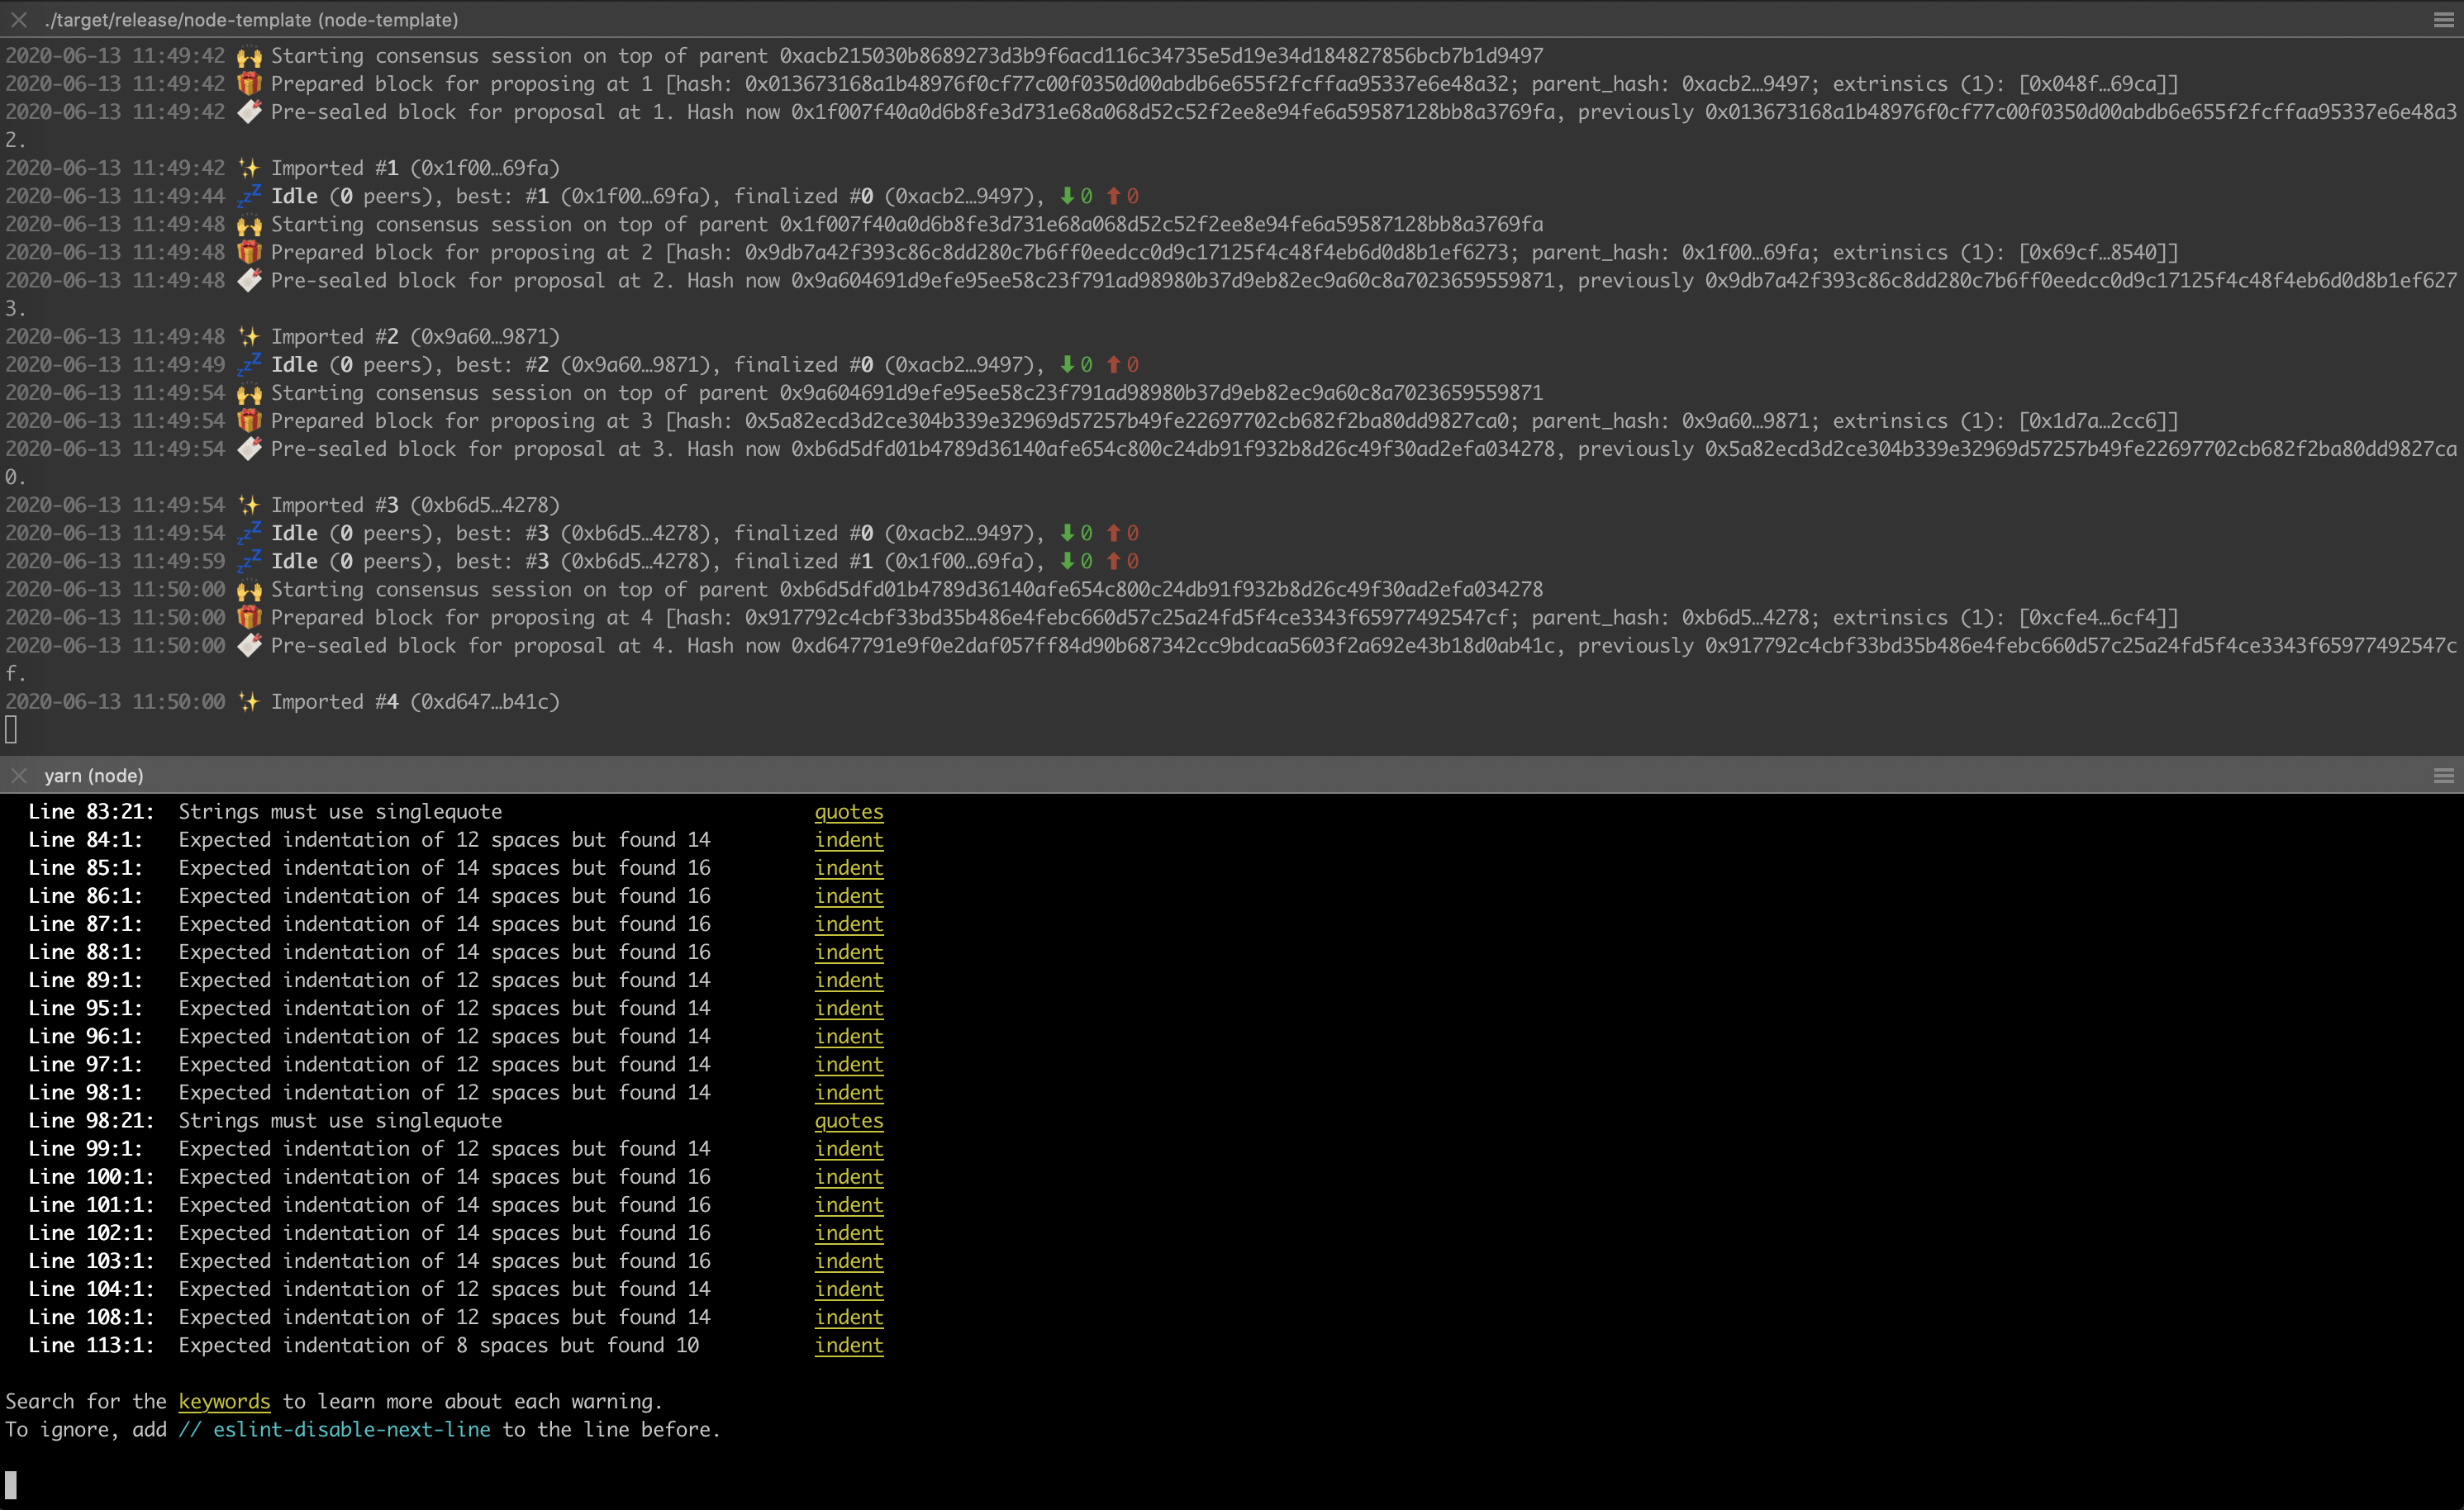 ./target/release/node-template (node-template)
2020-06-13 11:49:42 🙌 Starting consensus session on top of parent 0xacb215030b8689273d3b9f6acd116c34735e5d19e34d184827856bcb7b1d9497
2020-06-13 11:49:42 🎁 Prepared block for proposing at 1 [hash: 0x013673168a1b48976f0cf77c00f0350d00abdb6e655f2fcffaa95337e6e48a32; parent_hash: 0xacb2…9497; extrinsics (1): [0x048f…69ca]]
2020-06-13 11:49:42 🔖 Pre-sealed block for proposal at 1. Hash now 0x1f007f40a0d6b8fe3d731e68a068d52c52f2ee8e94fe6a59587128bb8a3769fa, previously 0x013673168a1b48976f0cf77c00f0350d00abdb6e655f2fcffaa95337e6e48a3
2.
2020-06-13 11:49:42 ✨ Imported #1 (0x1f00…69fa)
2020-06-13 11:49:44 💤 Idle (0 peers), best: #1 (0x1f00…69fa), finalized #0 (0xacb2…9497), ⬇ 0 ⬆ 0
2020-06-13 11:49:48 🙌 Starting consensus session on top of parent 0x1f007f40a0d6b8fe3d731e68a068d52c52f2ee8e94fe6a59587128bb8a3769fa
2020-06-13 11:49:48 🎁 Prepared block for proposing at 2 [hash: 0x9db7a42f393c86c8dd280c7b6ff0eedcc0d9c17125f4c48f4eb6d0d8b1ef6273; parent_hash: 0x1f00…69fa; extrinsics (1): [0x69cf…8540]]
2020-06-13 11:49:48 🔖 Pre-sealed block for proposal at 2. Hash now 0x9a604691d9efe95ee58c23f791ad98980b37d9eb82ec9a60c8a7023659559871, previously 0x9db7a42f393c86c8dd280c7b6ff0eedcc0d9c17125f4c48f4eb6d0d8b1ef627
3.
2020-06-13 11:49:48 ✨ Imported #2 (0x9a60…9871)
2020-06-13 11:49:49 💤 Idle (0 peers), best: #2 (0x9a60…9871), finalized #0 (0xacb2…9497), ⬇ 0 ⬆ 0
2020-06-13 11:49:54 🙌 Starting consensus session on top of parent 0x9a604691d9efe95ee58c23f791ad98980b37d9eb82ec9a60c8a7023659559871
2020-06-13 11:49:54 🎁 Prepared block for proposing at 3 [hash: 0x5a82ecd3d2ce304b339e32969d57257b49fe22697702cb682f2ba80dd9827ca0; parent_hash: 0x9a60…9871; extrinsics (1): [0x1d7a…2cc6]]
2020-06-13 11:49:54 🔖 Pre-sealed block for proposal at 3. Hash now 0xb6d5dfd01b4789d36140afe654c800c24db91f932b8d26c49f30ad2efa034278, previously 0x5a82ecd3d2ce304b339e32969d57257b49fe22697702cb682f2ba80dd9827ca
0.
2020-06-13 11:49:54 ✨ Imported #3 (0xb6d5…4278)
2020-06-13 11:49:54 💤 Idle (0 peers), best: #3 (0xb6d5…4278), finalized #0 (0xacb2…9497), ⬇ 0 ⬆ 0
2020-06-13 11:49:59 💤 Idle (0 peers), best: #3 (0xb6d5…4278), finalized #1 (0x1f00…69fa), ⬇ 0 ⬆ 0
2020-06-13 11:50:00 🙌 Starting consensus session on top of parent 0xb6d5dfd01b4789d36140afe654c800c24db91f932b8d26c49f30ad2efa034278
2020-06-13 11:50:00 🎁 Prepared block for proposing at 4 [hash: 0x917792c4cbf33bd35b486e4febc660d57c25a24fd5f4ce3343f65977492547cf; parent_hash: 0xb6d5…4278; extrinsics (1): [0xcfe4…6cf4]]
2020-06-13 11:50:00 🔖 Pre-sealed block for proposal at 4. Hash now 0xd647791e9f0e2daf057ff84d90b687342cc9bdcaa5603f2a692e43b18d0ab41c, previously 0x917792c4cbf33bd35b486e4febc660d57c25a24fd5f4ce3343f65977492547c
f.
2020-06-13 11:50:00 ✨ Imported #4 (0xd647…b41c)
yarn (node)
Line 83:21: Strings must use singlequote quotes
Line 84:1: Expected indentation of 12 spaces but found 14 indent
Line 85:1: Expected indentation of 14 spaces but found 16 indent
Line 86:1: Expected indentation of 14 spaces but found 16 indent
Line 87:1: Expected indentation of 14 spaces but found 16 indent
Line 88:1: Expected indentation of 14 spaces but found 16 indent
Line 89:1: Expected indentation of 12 spaces but found 14 indent
Line 95:1: Expected indentation of 12 spaces but found 14 indent
Line 96:1: Expected indentation of 12 spaces but found 14 indent
Line 97:1: Expected indentation of 12 spaces but found 14 indent
Line 98:1: Expected indentation of 12 spaces but found 14 indent
Line 98:21: Strings must use singlequote quotes
Line 99:1: Expected indentation of 12 spaces but found 14 indent
Line 100:1: Expected indentation of 14 spaces but found 16 indent
Line 101:1: Expected indentation of 14 spaces but found 16 indent
Line 102:1: Expected indentation of 14 spaces but found 16 indent
Line 103:1: Expected indentation of 14 spaces but found 16 indent
Line 104:1: Expected indentation of 12 spaces but found 14 indent
Line 108:1: Expected indentation of 12 spaces but found 14 indent
Line 113:1: Expected indentation of 8 spaces but found 10 indent
Search for the keywords to learn more about each warning.
To ignore, add // eslint-disable-next-line to the line before.